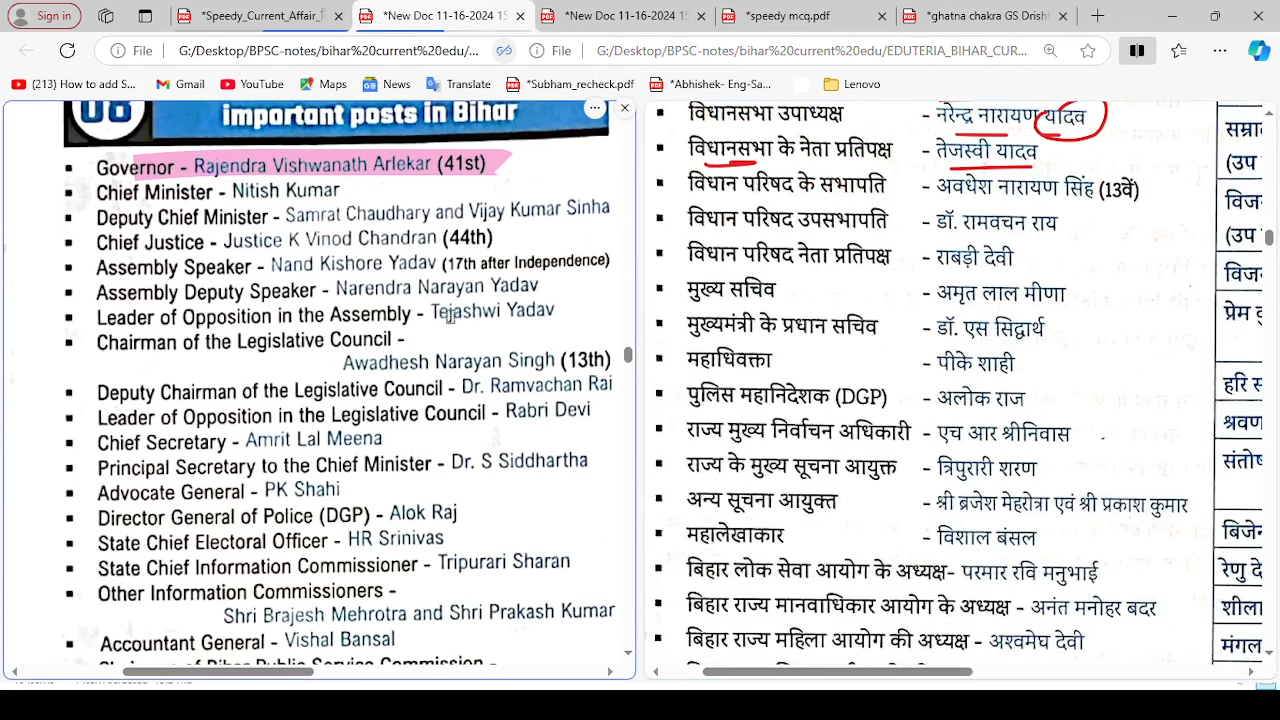 Sign in
*Speedy_Current_Affair_
*New Doc 11-16-2024 15
*New Doc 11-16-2024 15
*speedy mcq.pdf
*ghatna chakra GS Drisht
File
G:/Desktop/BPSC-notes/bihar%20current%20edu/...
File
G:/Desktop/BPSC-notes/bihar%20current%20edu/EDUTERIA_BIHAR_CUR...
(213) How to add S...
Gmail
YouTube
Maps
News
Translate
*Subham_recheck.pdf
*Abhishek- Eng-Sa...
Lenovo
important posts in Bihar
Governor - Rajendra Vishwanath Arlekar (41st)
Chief Minister - Nitish Kumar
Deputy Chief Minister - Samrat Chaudhary and Vijay Kumar Sinha
Chief Justice - Justice K Vinod Chandran (44th)
Assembly Speaker - Nand Kishore Yadav (17th after Independence)
Assembly Deputy Speaker - Narendra Narayan Yadav
Leader of Opposition in the Assembly - Tejashwi Yadav
Chairman of the Legislative Council -
Awadhesh Narayan Singh (13th)
Deputy Chairman of the Legislative Council - Dr. Ramvachan Rai
Leader of Opposition in the Legislative Council - Rabri Devi
Chief Secretary - Amrit Lal Meena
Principal Secretary to the Chief Minister - Dr. S Siddhartha
Advocate General - PK Shahi
Director General of Police (DGP) - Alok Raj
State Chief Electoral Officer - HR Srinivas
State Chief Information Commissioner - Tripurari Sharan
Other Information Commissioners -
Shri Brajesh Mehrotra and Shri Prakash Kumar
Accountant General - Vishal Bansal
विधानसभा उपाध्यक्ष - नरेन्द्र नारायण यादव
विधानसभा के नेता प्रतिपक्ष - तेजस्वी यादव
विधान परिषद के सभापति - अवधेश नारायण सिंह (13वें)
विधान परिषद उपसभापति - डॉ. रामवचन राय
विधान परिषद नेता प्रतिपक्ष - राबड़ी देवी
मुख्य सचिव - अमृत लाल मीणा
मुख्यमंत्री के प्रधान सचिव - डॉ. एस सिद्वार्थ
महाधिवक्ता - पीके शाही
पुलिस महानिदेशक (DGP) - अलोक राज
राज्य मुख्य निर्वाचन अधिकारी - एच आर श्रीनिवास
राज्य के मुख्य सूचना आयुक्त - त्रिपुरारी शरण
अन्य सूचना आयुक्त - श्री ब्रजेश मेहरोत्रा एवं श्री प्रकाश कुमार
महालेखाकार - विशाल बंसल
बिहार लोक सेवा आयोग के अध्यक्ष- परमार रवि मनुभाई
बिहार राज्य मानवाधिकार आयोग के अध्यक्ष - अनंत मनोहर बदर
बिहार राज्य महिला आयोग की अध्यक्ष - अश्वमेघ देवी
(उप
(उप
प्रेम
हरि
रेणु
शीला